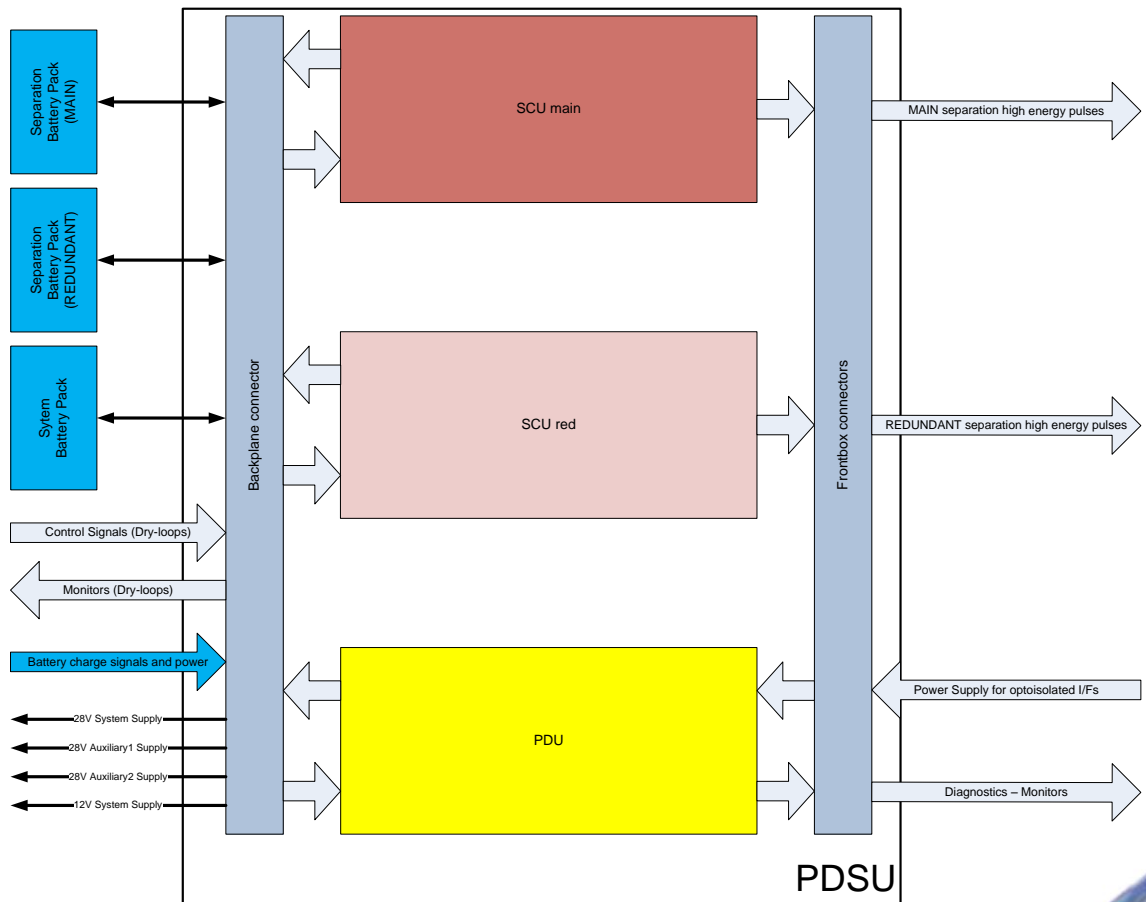 Separation
Battery Pack
(MAIN)
SCU main
MAIN separation high energy pulses
Separation
Battery Pack
(REDUNDANT)
Sytem
Battery Pack
Backplane connector
SCU red
Frontbox connectors
REDUNDANT separation high energy pulses
Control Signals (Dry-loops)
Monitors (Dry-loops)
Battery charge signals and power
28V System Supply
28V Auxiliary1 Supply
28V Auxiliary2 Supply
12V System Supply
PDU
Power Supply for optoisolated I/Fs
Diagnostics – Monitors
PDSU